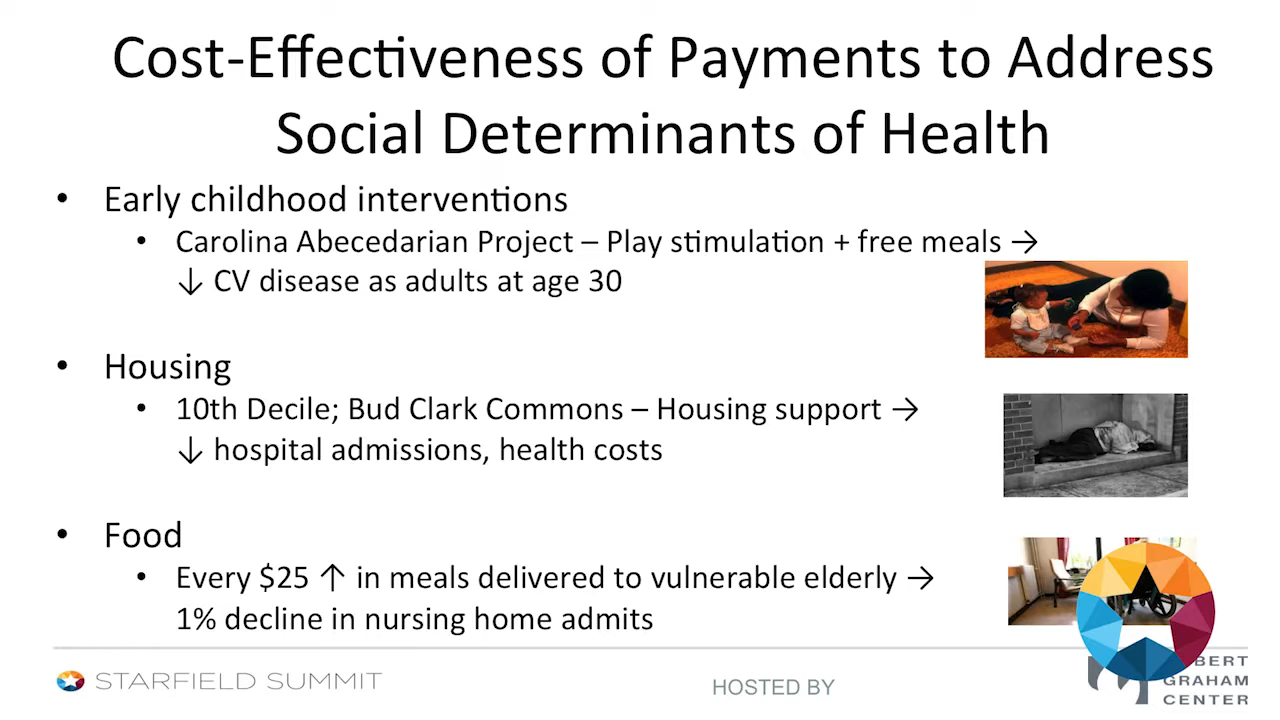 Cost-Effectiveness of Payments to Address
Social Determinants of Health
• Early childhood interventions
• Carolina Abecedarian Project – Play stimulation + free meals →
↓ CV disease as adults at age 30
• Housing
• 10th Decile; Bud Clark Commons – Housing support →
↓ hospital admissions, health costs
• Food
• Every $25 ↑ in meals delivered to vulnerable elderly →
1% decline in nursing home admits
STARFIELD SUMMIT
HOSTED BY
BERT
GRAHAM
CENTER